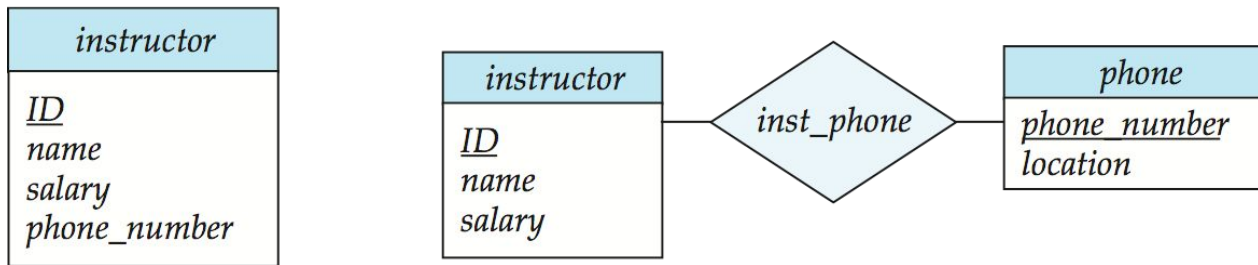 instructor
ID
name
salary
phone_number
instructor
ID
name
salary
inst_phone
phone
phone_number
location